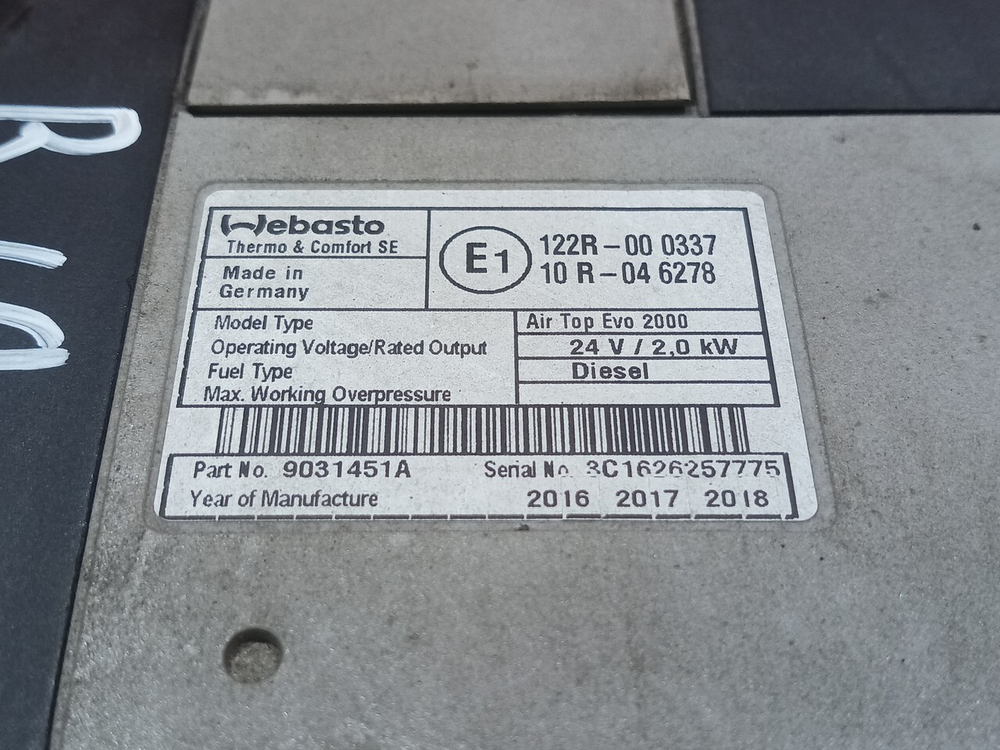 Webasto
Thermo & Comfort SE
Made in
Germany
E1
122R-00 0337
10 R-04 6278
Model Type Air Top Evo 2000
Operating Voltage/Rated Output 24 V / 2,0 kW
Fuel Type Diesel
Max. Working Overpressure
Part No. 9031451A Serial No. 3C1626257775
Year of Manufacture 2016 2017 2018